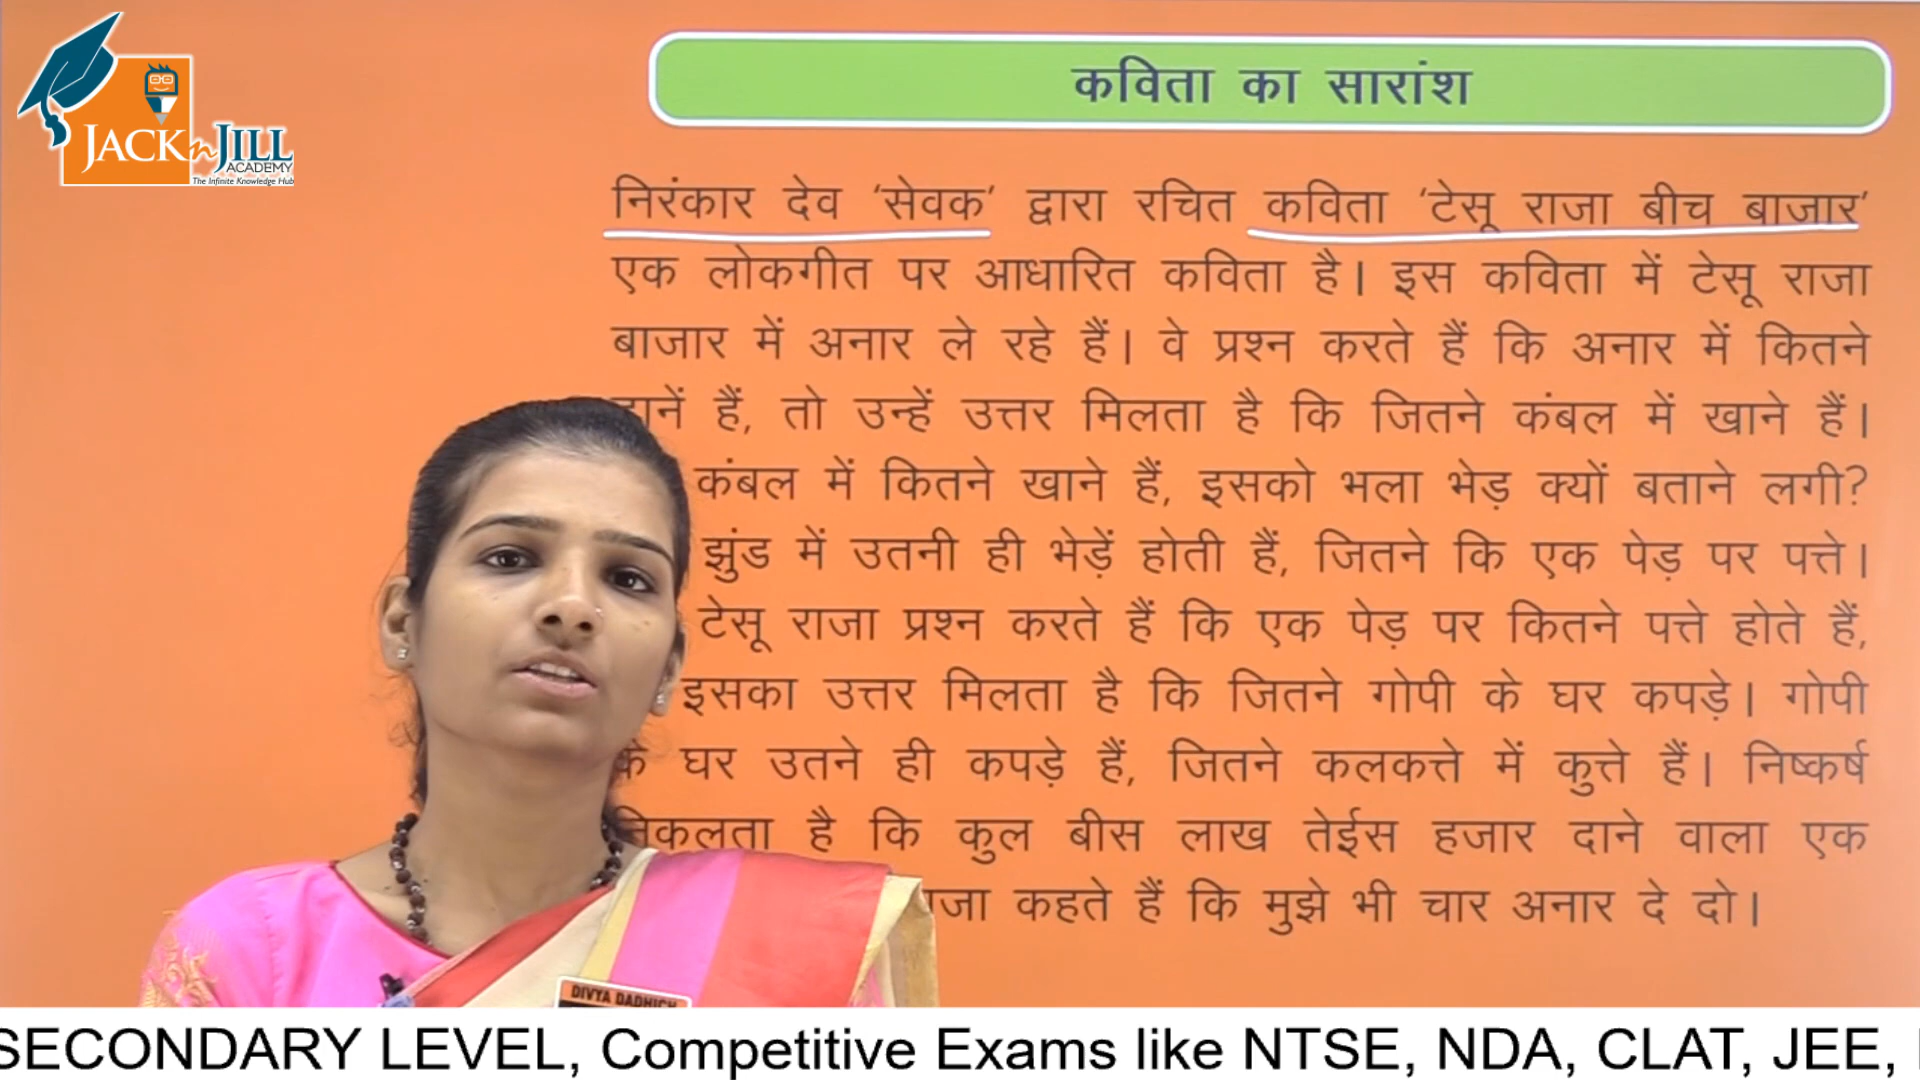 JACK n JILL
ACADEMY
The Infinite Knowledge Hub
कविता का सारांश
निरंकार देव ‘सेवक’ द्वारा रचित कविता ‘टेसू राजा बीच बाजार’
एक लोकगीत पर आधारित कविता है। इस कविता में टेसू राजा
बाजार में अनार ले रहे हैं। वे प्रश्न करते हैं कि अनार में कितने
हैं, तो उन्हें उत्तर मिलता है कि जितने कंबल में खाने हैं।
कंबल में कितने खाने हैं, इसको भला भेड़ क्यों बताने लगी?
झुंड में उतनी ही भेड़ें होती हैं, जितने कि एक पेड़ पर पत्ते।
टेसू राजा प्रश्न करते हैं कि एक पेड़ पर कितने पत्ते होते हैं,
इसका उत्तर मिलता है कि जितने गोपी के घर कपड़े। गोपी
के घर उतने ही कपड़े हैं, जितने कलकत्ते में कुत्ते हैं। निष्कर्ष
है कि कुल बीस लाख तेईस हजार दाने वाला एक
कहते हैं कि मुझे भी चार अनार दे दो।
DIVYA DADHICH
SECONDARY LEVEL, Competitive Exams like NTSE, NDA, CLAT, JEE,